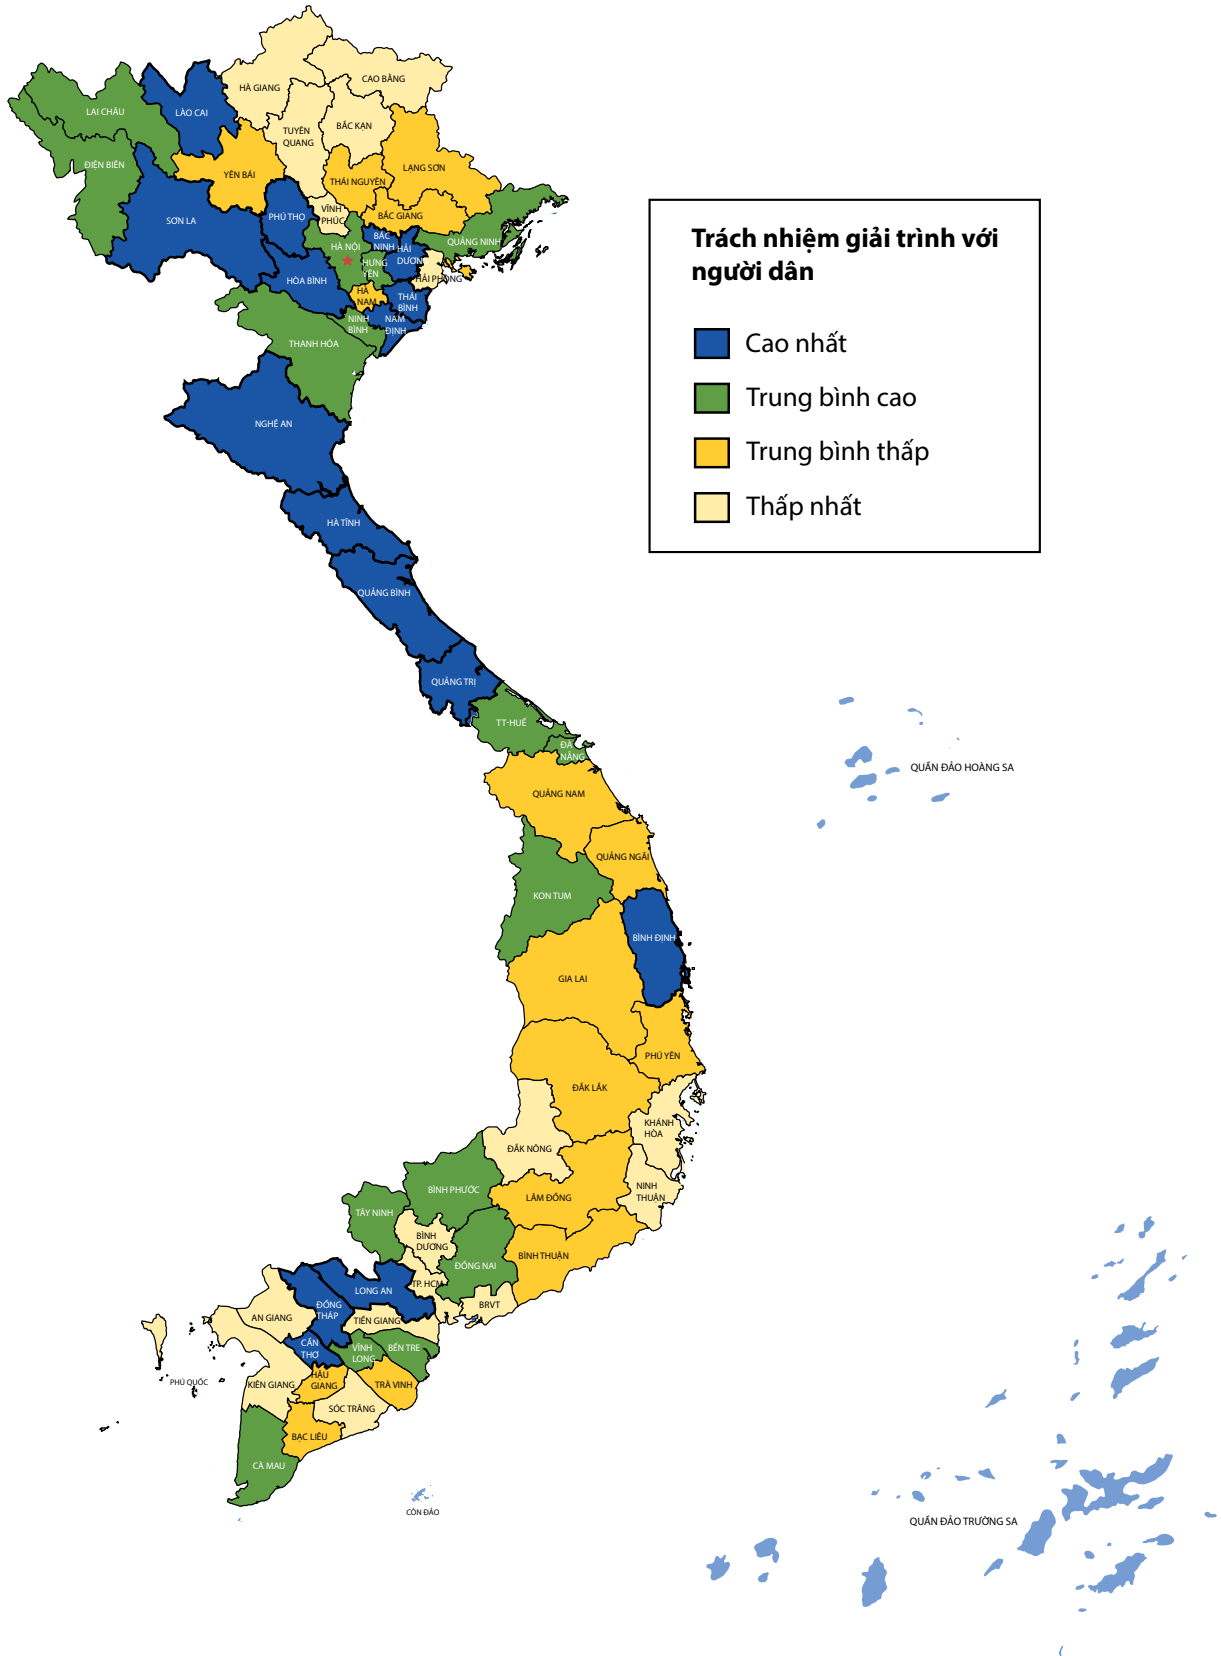 HÀ GIANG
CAO BẰNG
LAI CHÂU
LÀO CAI
TUYÊN
QUANG
BẮC KẠN
ĐIỆN BIÊN
YÊN BÁI
THÁI NGUYÊN
LẠNG SƠN
SƠN LA
PHÚ THỌ
VĨNH
PHÚC
BẮC GIANG
HÀ NỘI
BẮC
NINH
HẢI
DƯƠNG
QUẢNG NINH
HƯNG
YÊN
HẢI PHÒNG
HÒA BÌNH
HÀ
NAM
THÁI
BÌNH
NINH
BÌNH
NAM
ĐỊNH
THANH HÓA
NGHỆ AN
HÀ TĨNH
QUẢNG BÌNH
QUẢNG TRỊ
TT-HUẾ
ĐÀ
NẴNG
QUẢNG NAM
QUẢNG NGÃI
KON TUM
BÌNH ĐỊNH
GIA LAI
PHÚ YÊN
ĐẮK LẮK
KHÁNH
HÒA
ĐẮK NÔNG
NINH
THUẬN
LÂM ĐỒNG
BÌNH PHƯỚC
TÂY NINH
BÌNH
DƯƠNG
BÌNH THUẬN
ĐỒNG NAI
TP. HCM
LONG AN
BRVT
ĐỒNG
THÁP
AN GIANG
TIỀN GIANG
CẦN
THƠ
VĨNH
LONG
BẾN TRE
PHÚ QUỐC
KIÊN GIANG
HẬU
GIANG
TRÀ VINH
SÓC TRĂNG
BẠC LIÊU
CÀ MAU
CÔN ĐẢO
Trách nhiệm giải trình với
người dân
Cao nhất
Trung bình cao
Trung bình thấp
Thấp nhất
QUẦN ĐẢO HOÀNG SA
QUẦN ĐẢO TRƯỜNG SA